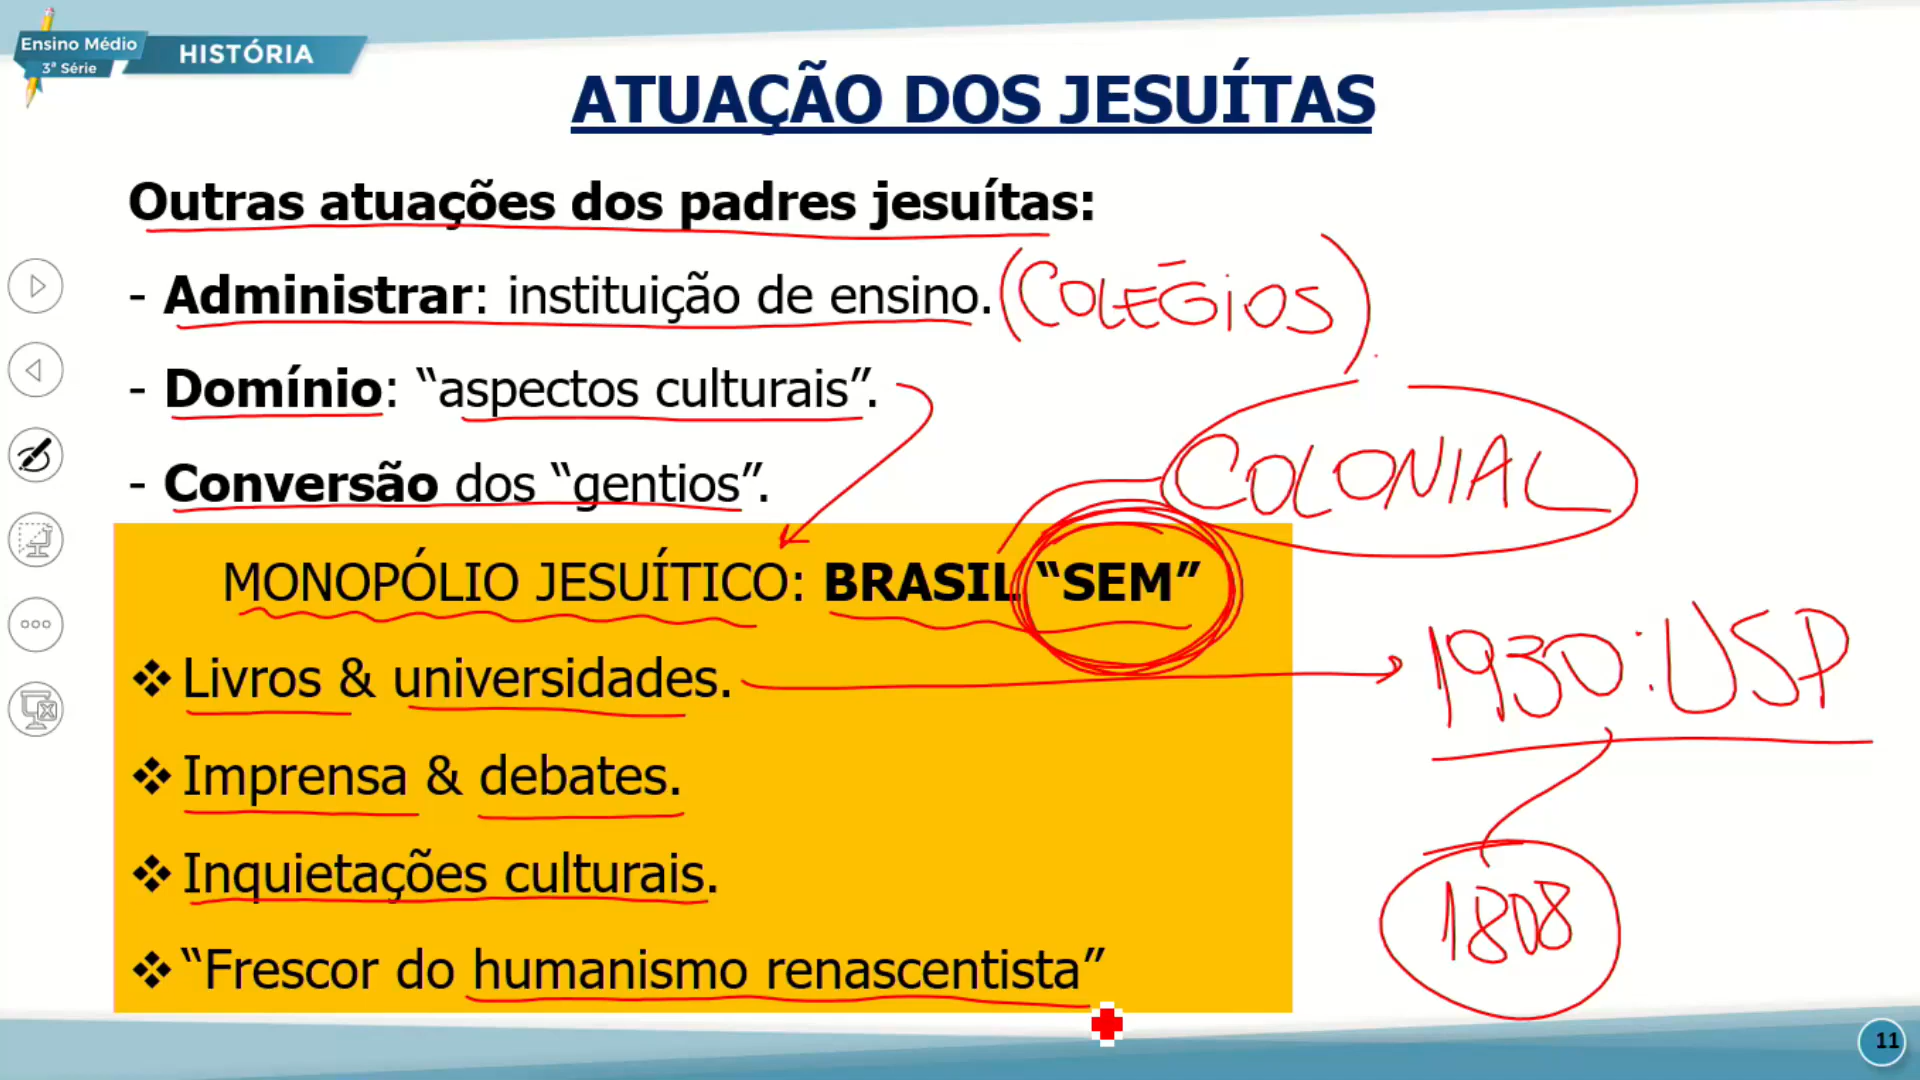 Ensino Médio
3ª Série
HISTÓRIA
ATUAÇÃO DOS JESUÍTAS
Outras atuações dos padres jesuítas:
- Administrar: instituição de ensino. (COLÉGIOS)
- Domínio: “aspectos culturais”.
COLONIAL
- Conversão dos “gentios”.
MONOPÓLIO JESUÍTICO: BRASIL “SEM”
❖ Livros & universidades.
1930: USP
❖ Imprensa & debates.
❖ Inquietações culturais.
1808
❖ “Frescor do humanismo renascentista”
11